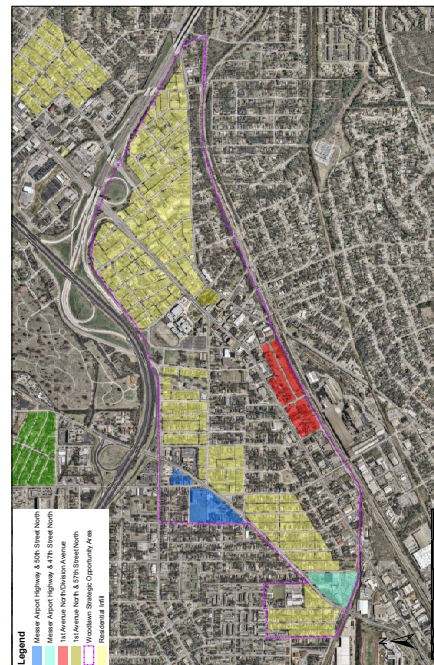 Legend
Messer Airport Highway & 50th Street North
Messer Airport Highway & 47th Street North
1st Avenue North/Division Avenue
1st Avenue North & 57th Street North
Woodlawn Strategic Opportunity Area
Residential Infill